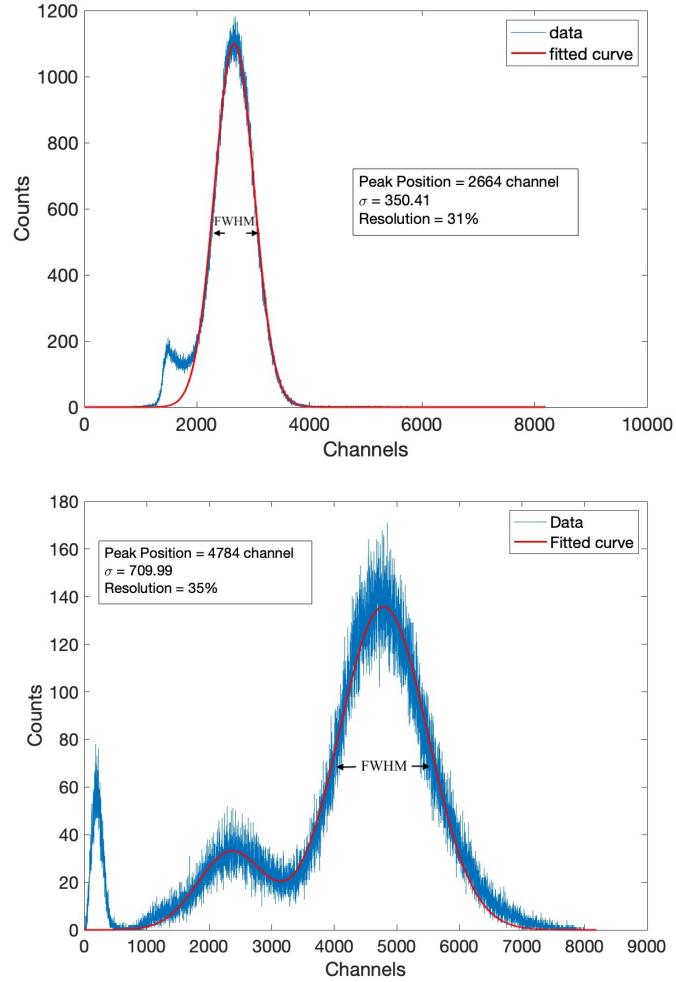 1200
1000
800
600
400
200
0
Counts
data
fitted curve
Peak Position = 2664 channel
σ = 350.41
Resolution = 31%
FWHM
0 2000 4000 6000 8000 10000
Channels
180
160
140
120
100
80
60
40
20
0
Counts
Data
Fitted curve
Peak Position = 4784 channel
σ = 709.99
Resolution = 35%
FWHM
0 1000 2000 3000 4000 5000 6000 7000 8000 9000
Channels